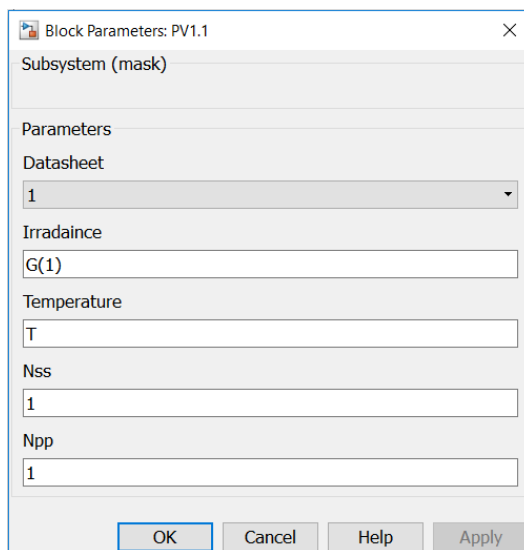 Block Parameters: PV1.1
Subsystem (mask)
Parameters
Datasheet
1
Irradaince
G(1)
Temperature
T
Nss
1
Npp
1
OK Cancel Help Apply